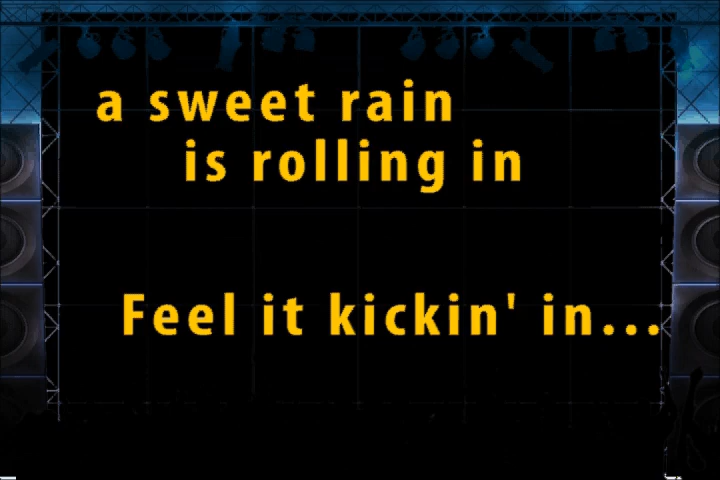 a sweet rain
is rolling in
Feel it kickin' in...